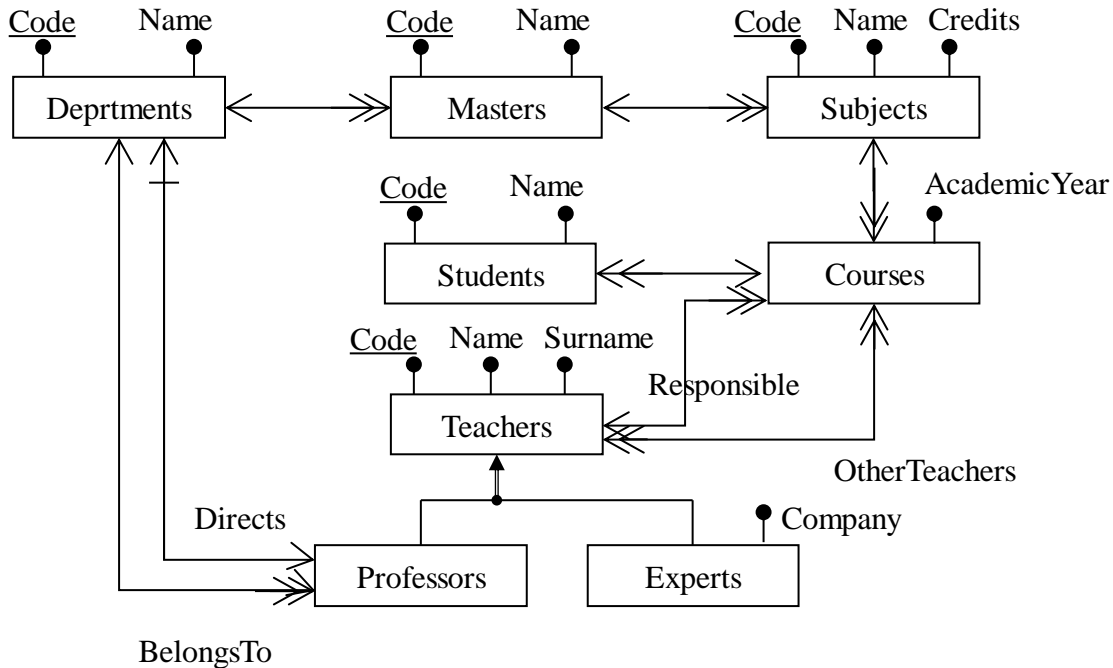 Code Name Code Name Code Name Credits
Deprtments Masters Subjects
Code Name AcademicYear
Students Courses
Code Name Surname
Responsible
Teachers
OtherTeachers
Directs Company
Professors Experts
BelongsTo